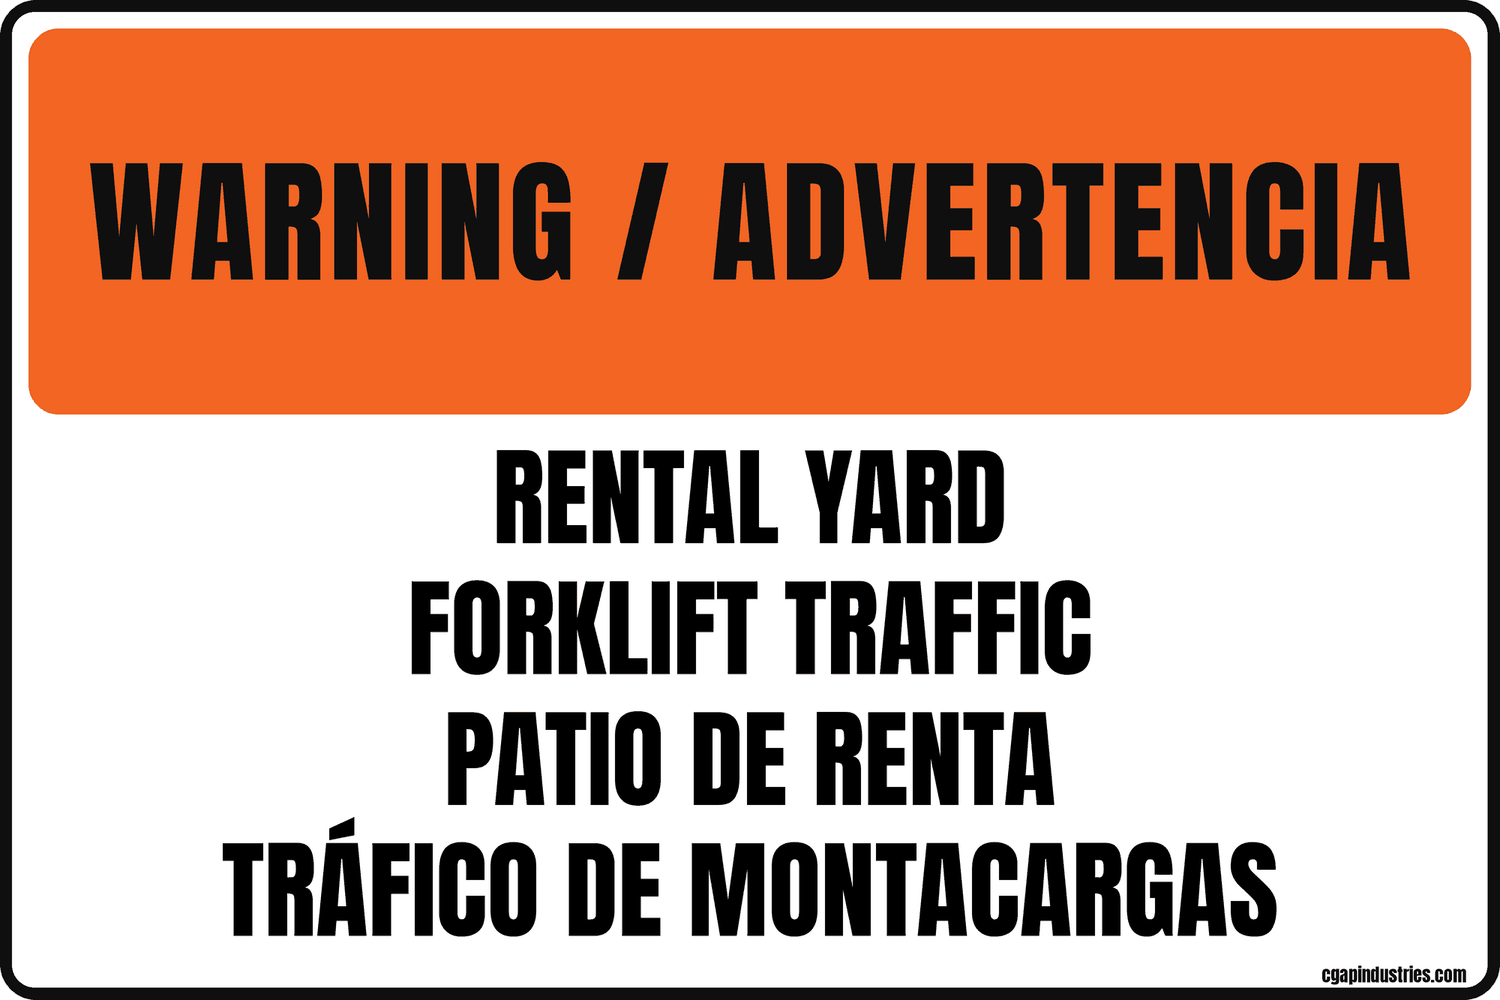 WARNING / ADVERTENCIA
RENTAL YARD
FORKLIFT TRAFFIC
PATIO DE RENTA
TRÁFICO DE MONTACARGAS
cgapindustries.com